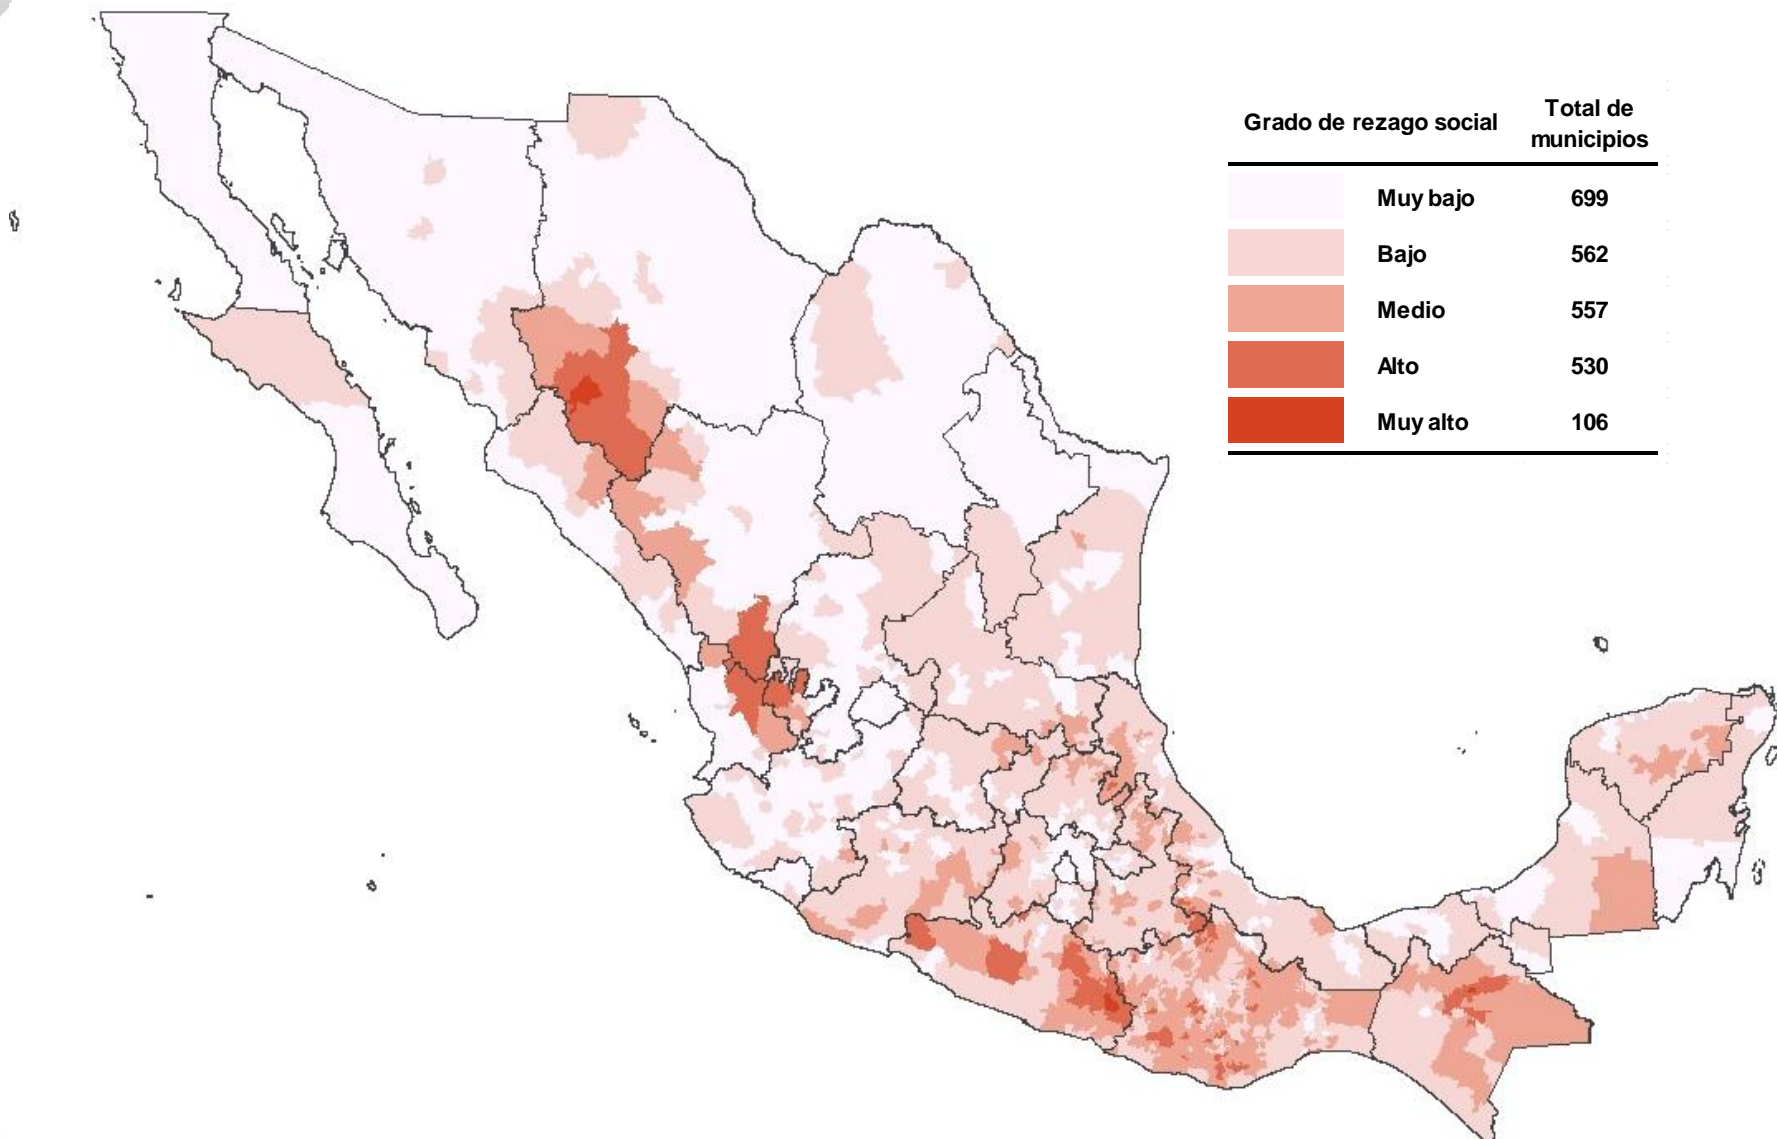 Grado de rezago social Total de municipios
Muy bajo 699
Bajo 562
Medio 557
Alto 530
Muy alto 106